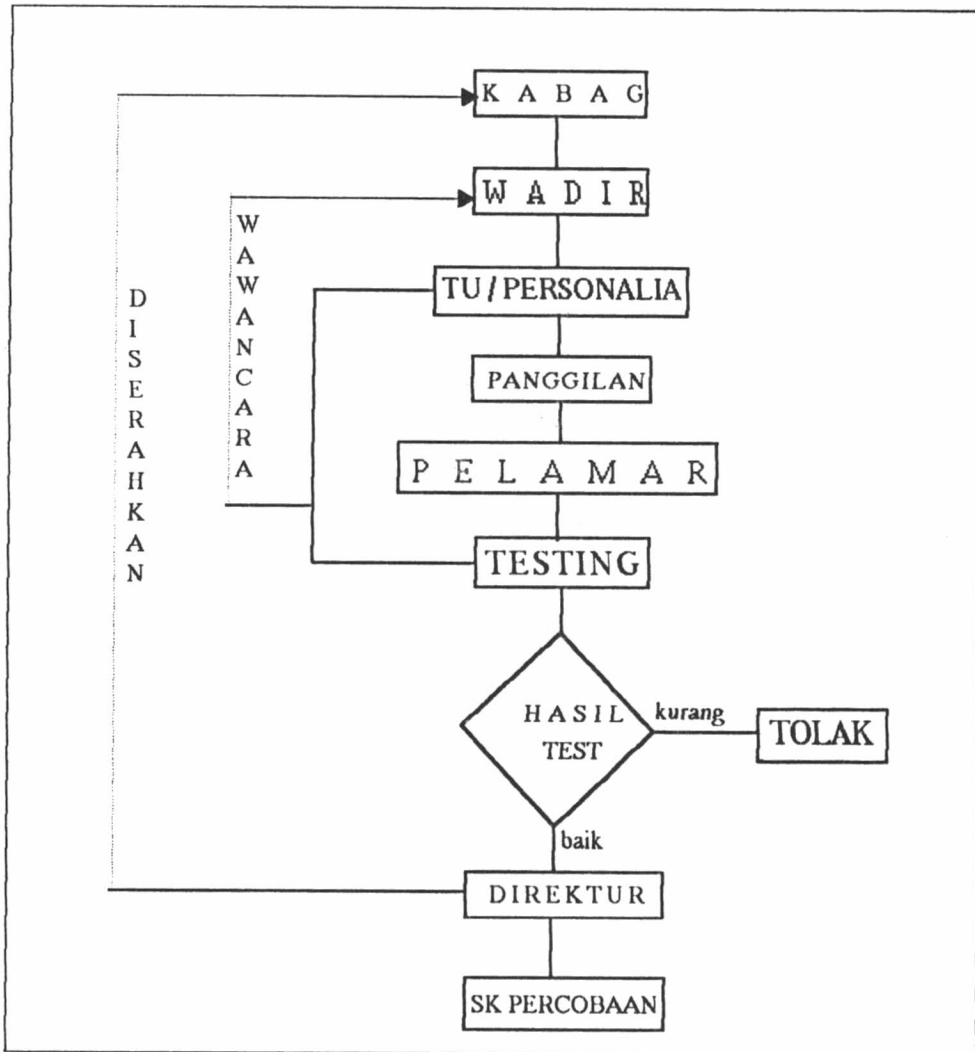 KABAG
WADIR
WAWANCARA
DISERAHKAN
TU / PERSONALIA
PANGGILAN
PELAMAR
TESTING
HASIL
TEST
kurang
TOLAK
baik
DIREKTUR
SK PERCOBAAN